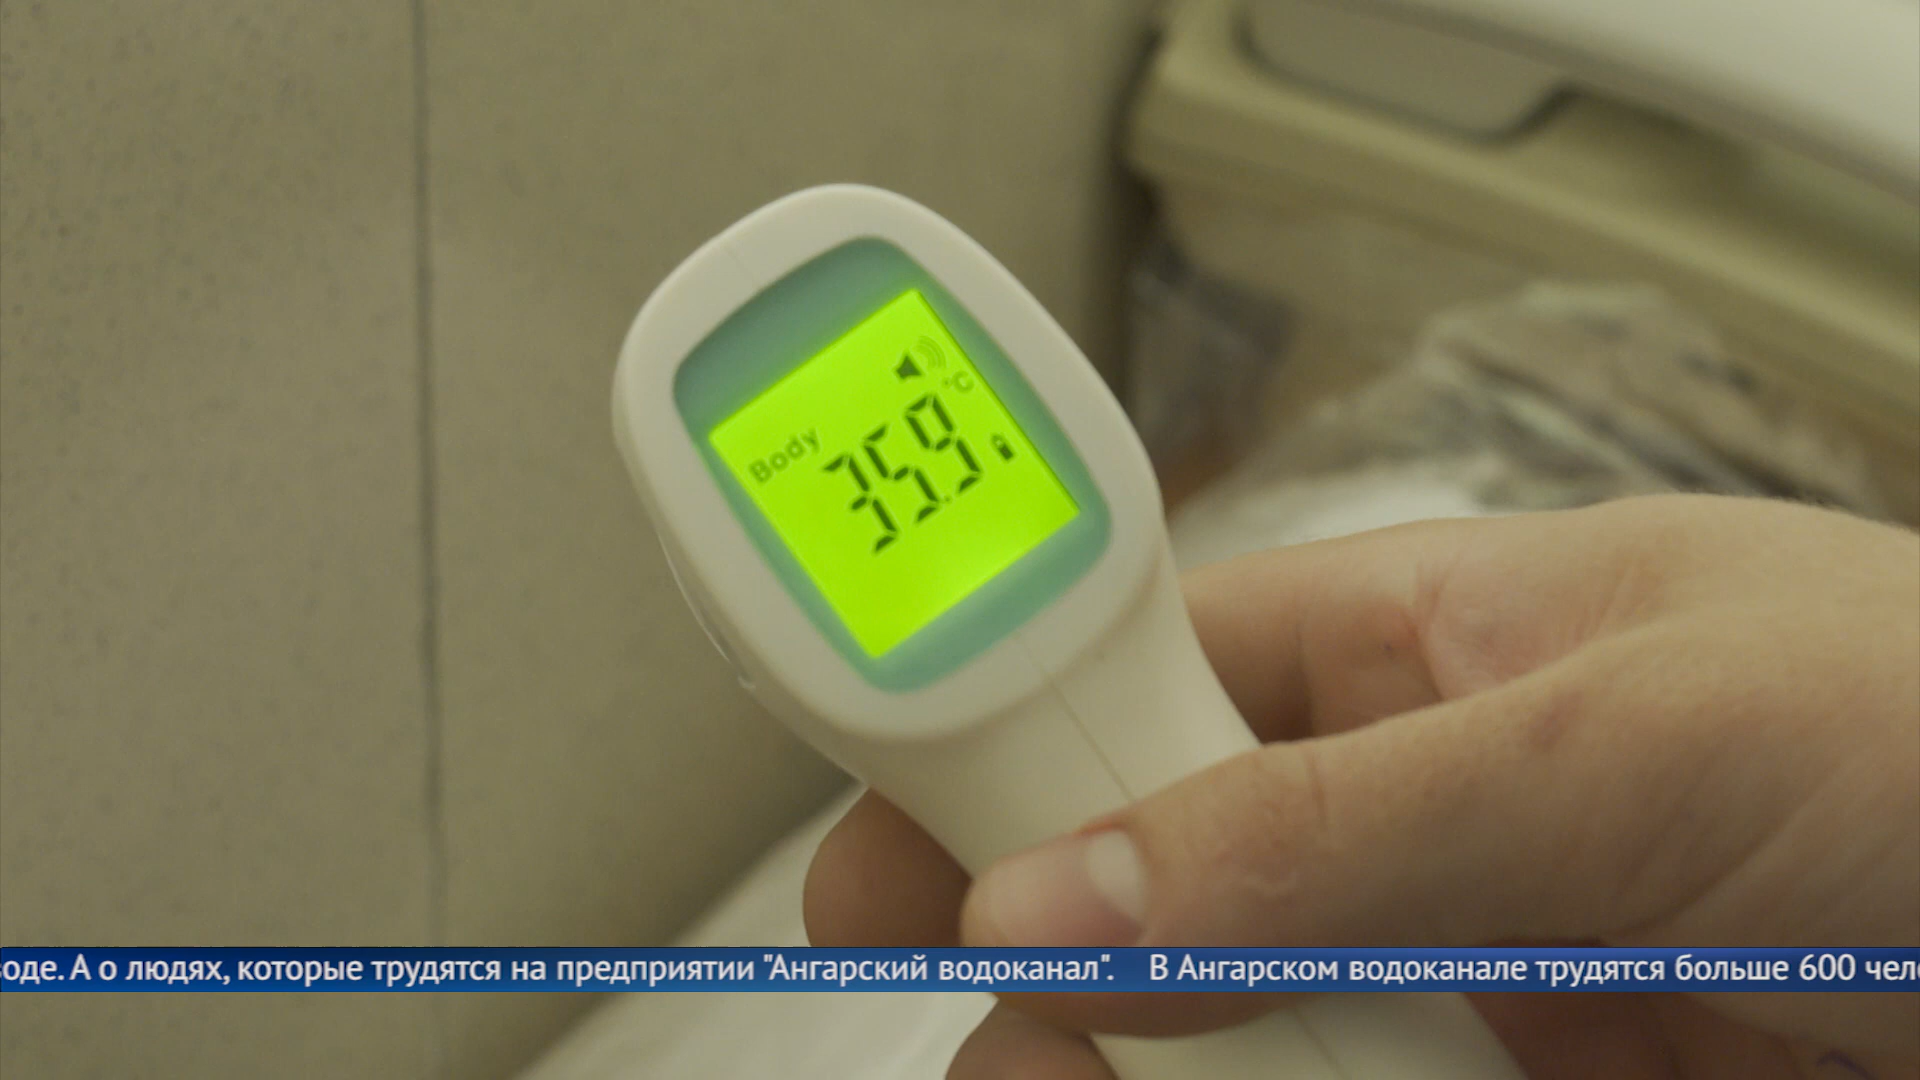 °C
Body
35.9
оде. А о людях, которые трудятся на предприятии "Ангарский водоканал". В Ангарском водоканале трудятся больше 600 чел